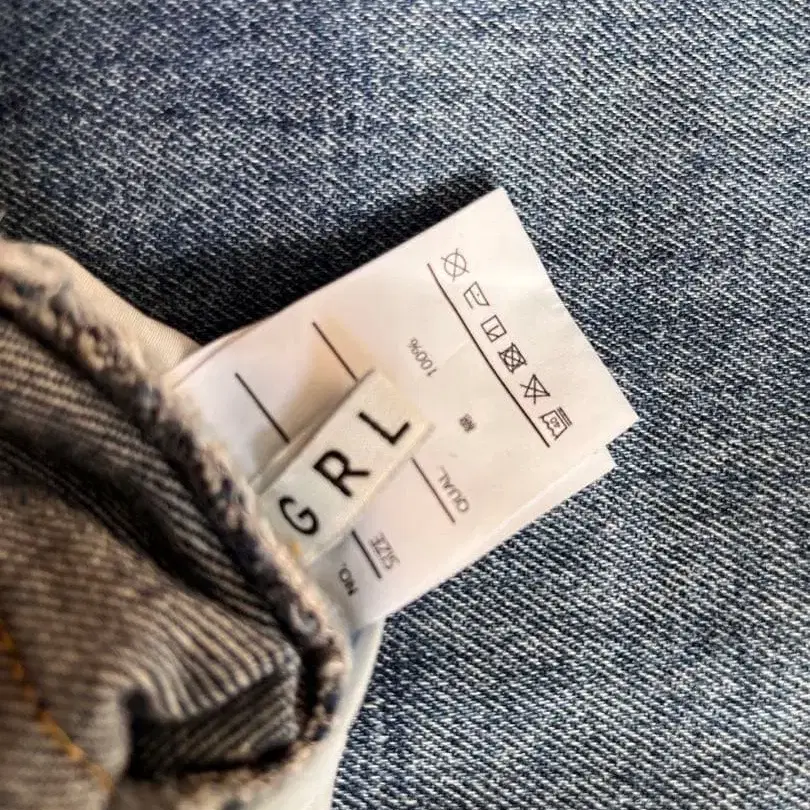 NO.
SIZE
QUAL
綿 100%
GRL